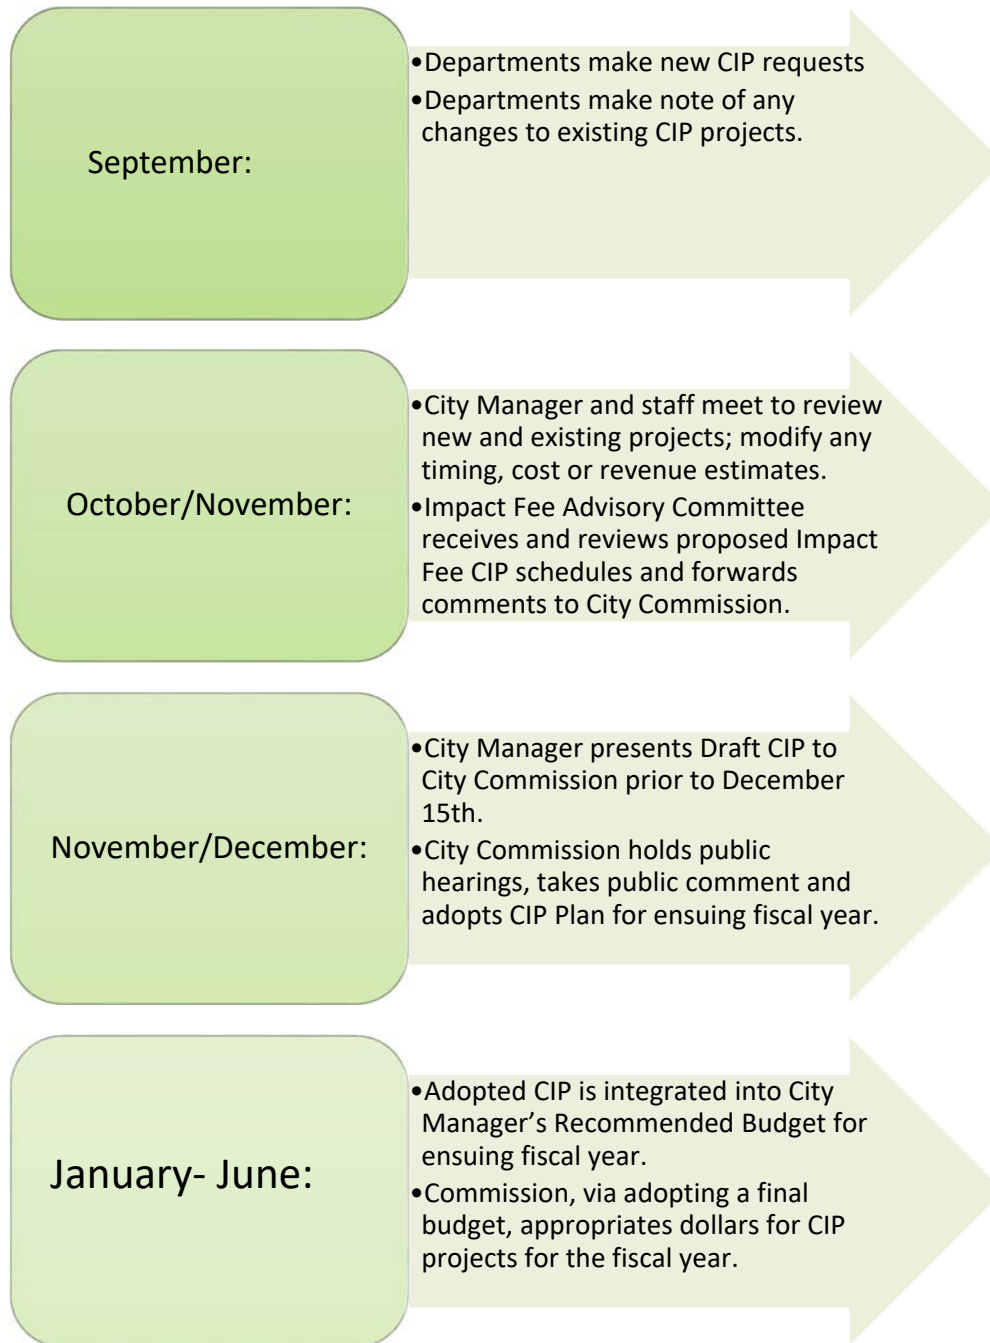 September:
•Departments make new CIP requests
•Departments make note of any
changes to existing CIP projects.
October/November:
•City Manager and staff meet to review
new and existing projects; modify any
timing, cost or revenue estimates.
•Impact Fee Advisory Committee
receives and reviews proposed Impact
Fee CIP schedules and forwards
comments to City Commission.
November/December:
•City Manager presents Draft CIP to
City Commission prior to December
15th.
•City Commission holds public
hearings, takes public comment and
adopts CIP Plan for ensuing fiscal year.
January- June:
•Adopted CIP is integrated into City
Manager’s Recommended Budget for
ensuing fiscal year.
•Commission, via adopting a final
budget, appropriates dollars for CIP
projects for the fiscal year.